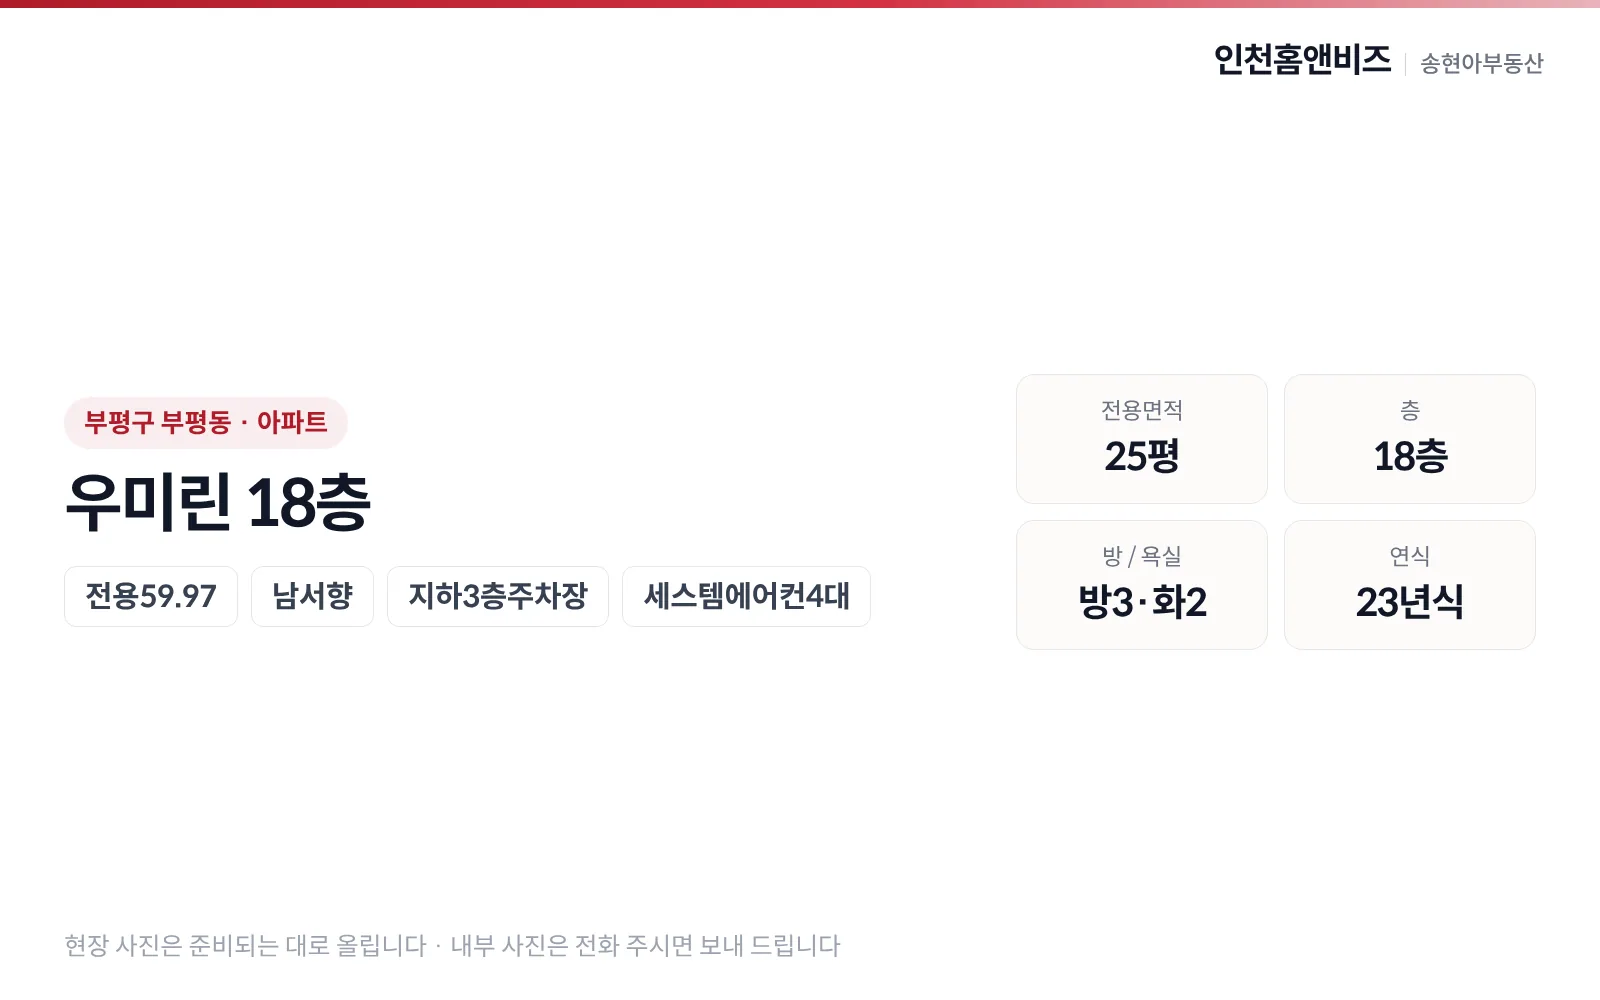 인천홈앤비즈 | 송현아부동산
부평구 부평동 · 아파트
우미린 18층
전용59.97 남서향 지하3층주차장 세스템에어컨4대
전용면적
25평
층
18층
방 / 욕실
방3·화2
연식
23년식
현장 사진은 준비되는 대로 올립니다 · 내부 사진은 전화 주시면 보내 드립니다